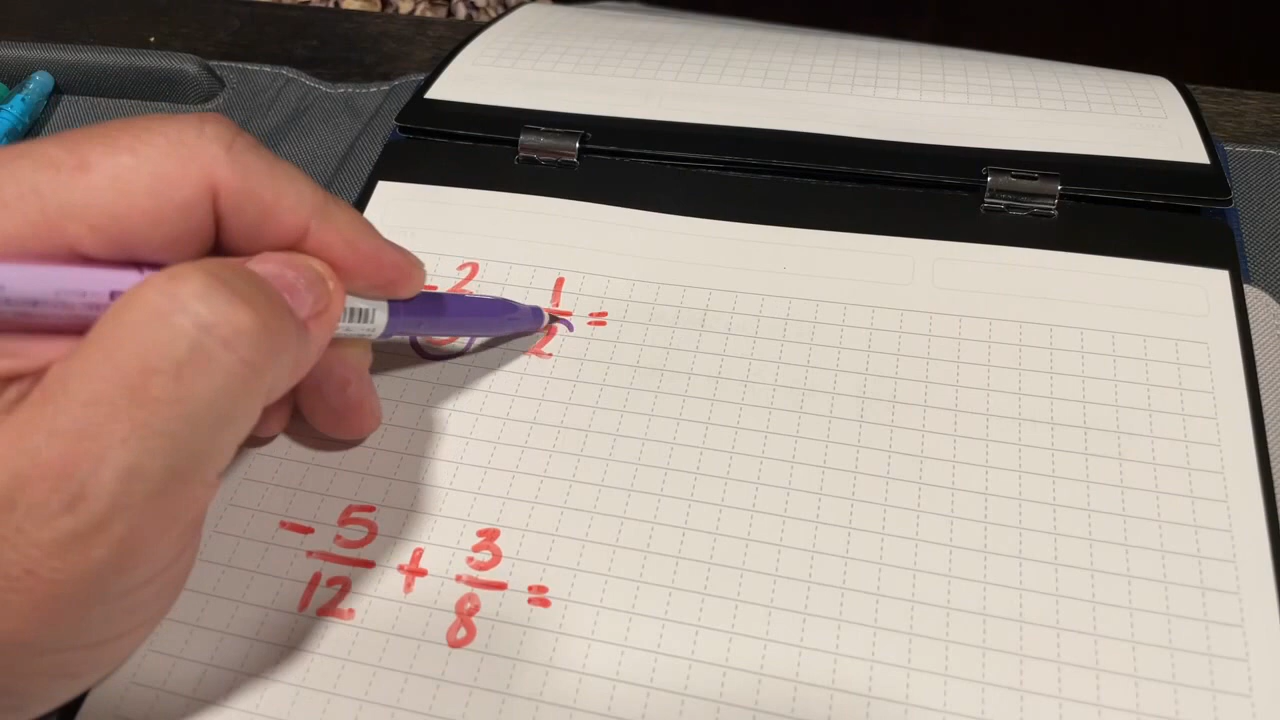 - 2 1/2 =
- 5/12 + 3/8 =